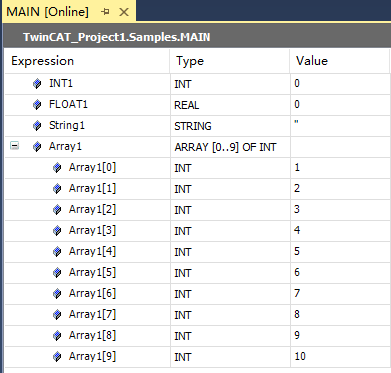 MAIN [Online]
TwinCAT_Project1.Samples.MAIN
Expression Type Value
INT1 INT 0
FLOAT1 REAL 0
String1 STRING ''
Array1 ARRAY [0..9] OF INT
Array1[0] INT 1
Array1[1] INT 2
Array1[2] INT 3
Array1[3] INT 4
Array1[4] INT 5
Array1[5] INT 6
Array1[6] INT 7
Array1[7] INT 8
Array1[8] INT 9
Array1[9] INT 10